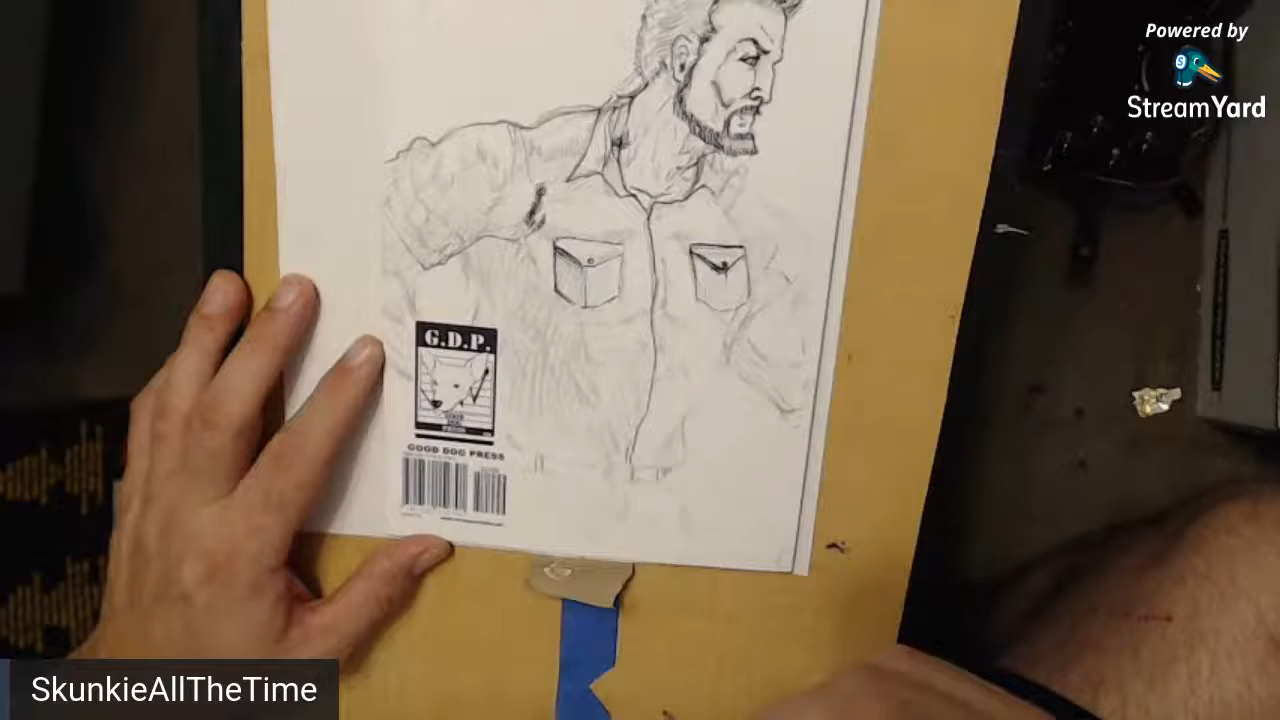 Powered by
StreamYard
G.D.P.
GOOD DOG PRESS
SkunkieAllTheTime